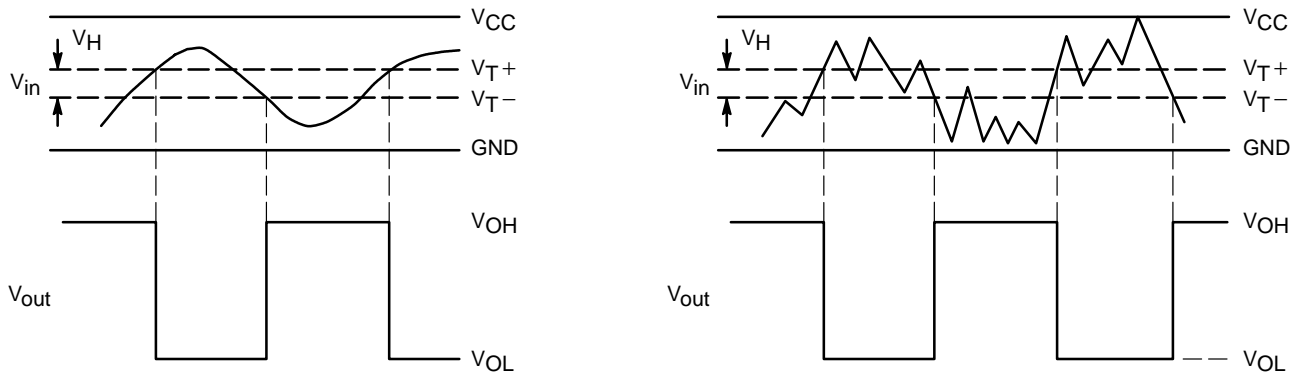 VCC
VH
VT+
Vin
VT−
GND
VOH
Vout
VOL
VCC
VH
VT+
Vin
VT−
GND
VOH
Vout
VOL